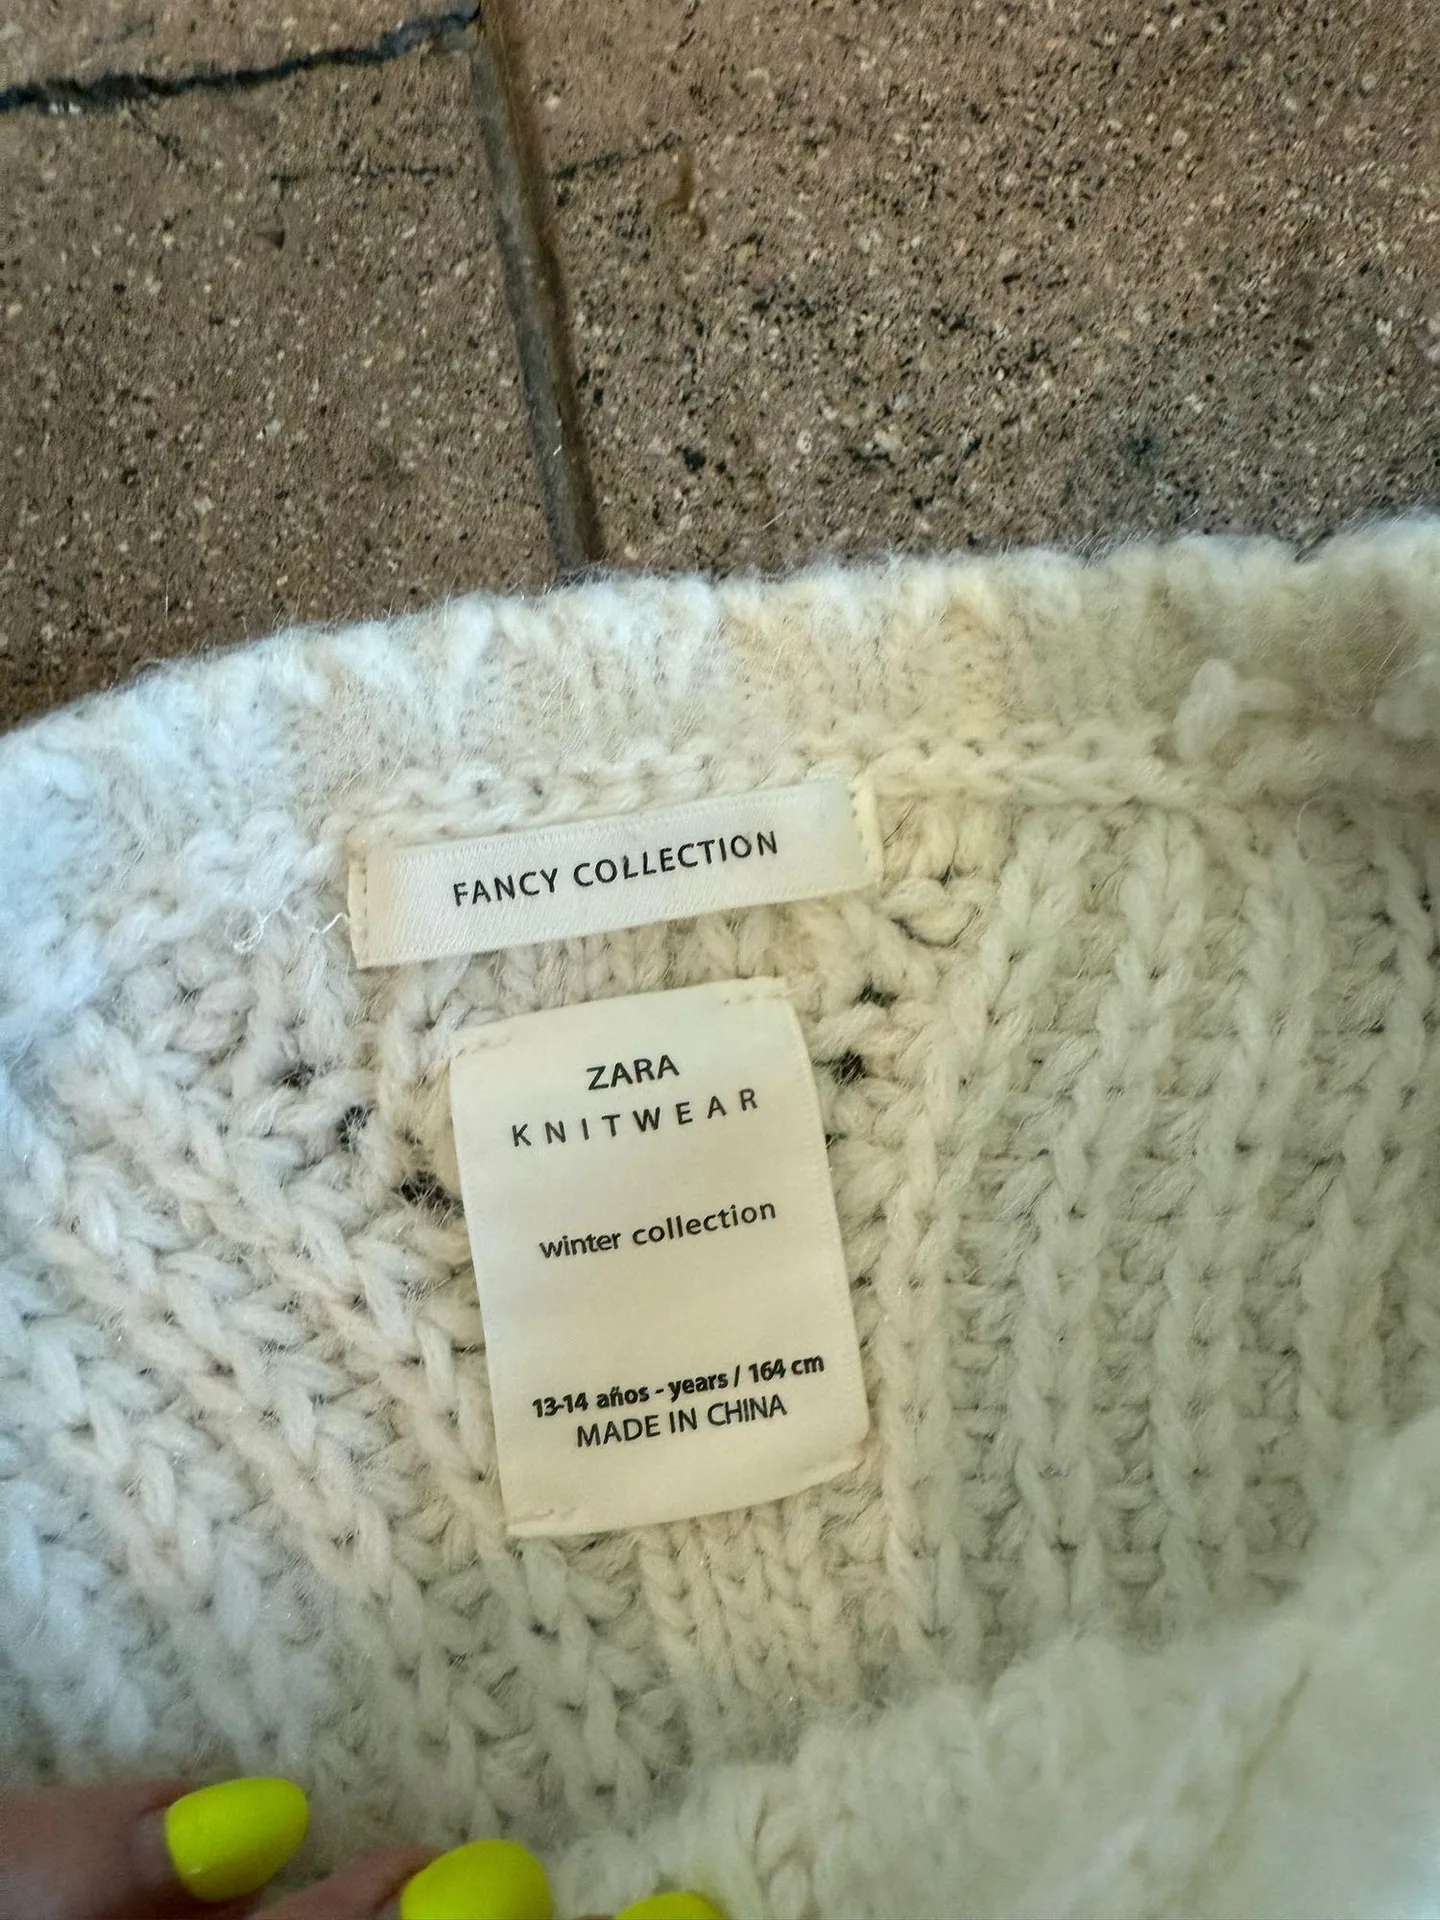 FANCY COLLECTION
ZARA
KNITWEAR
winter collection
13-14 años - years / 164 cm
MADE IN CHINA